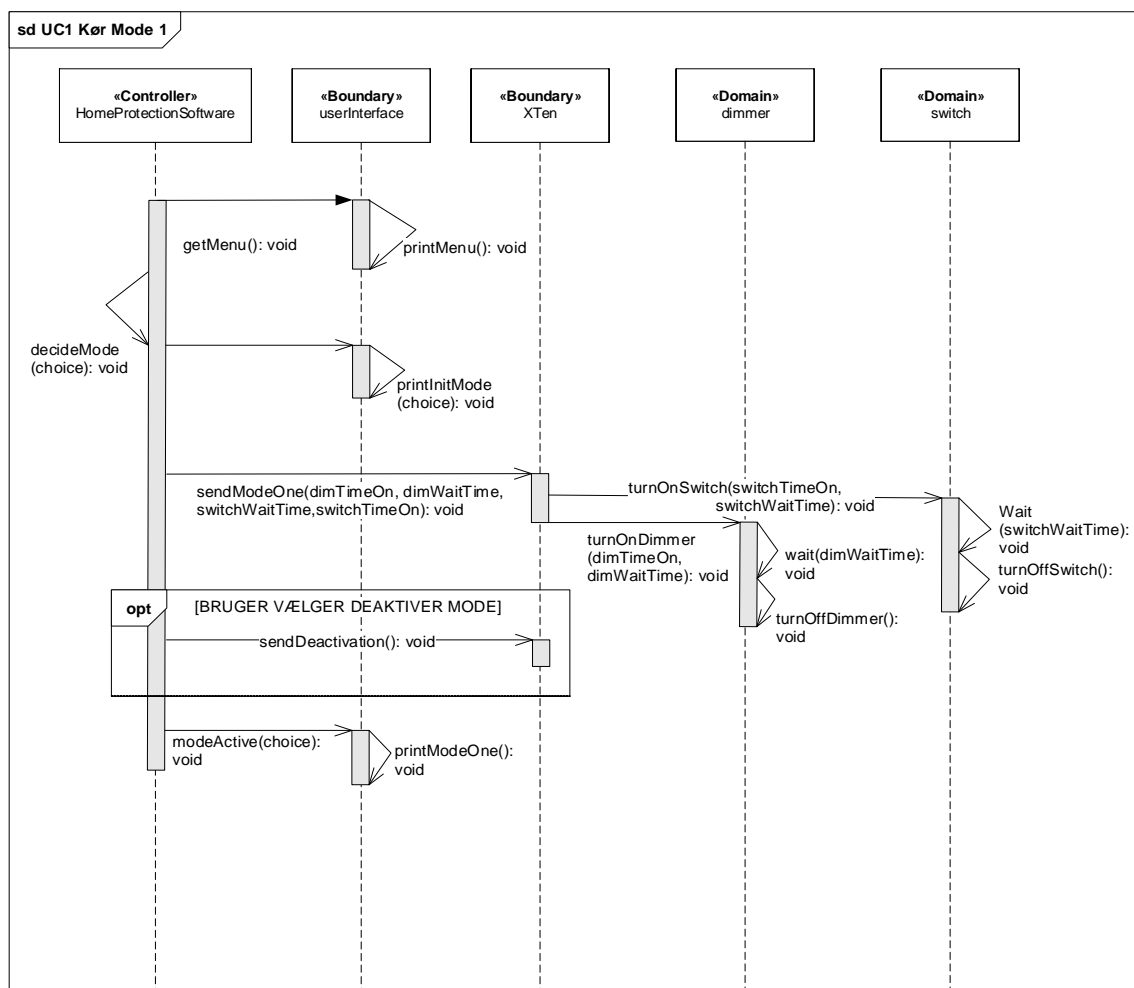 sd UC1 Kør Mode 1
«Controller»
HomeProtectionSoftware
«Boundary»
userInterface
«Boundary»
XTen
«Domain»
dimmer
«Domain»
switch
getMenu(): void
printMenu(): void
decideMode
(choice): void
printInitMode
(choice): void
sendModeOne(dimTimeOn, dimWaitTime,
switchWaitTime,switchTimeOn): void
turnOnSwitch(switchTimeOn,
switchWaitTime): void
Wait
(switchWaitTime):
void
turnOnDimmer
(dimTimeOn,
dimWaitTime): void
wait(dimWaitTime):
void
turnOffSwitch():
void
turnOffDimmer():
void
opt
[BRUGER VÆLGER DEAKTIVER MODE]
sendDeactivation(): void
modeActive(choice):
void
printModeOne():
void